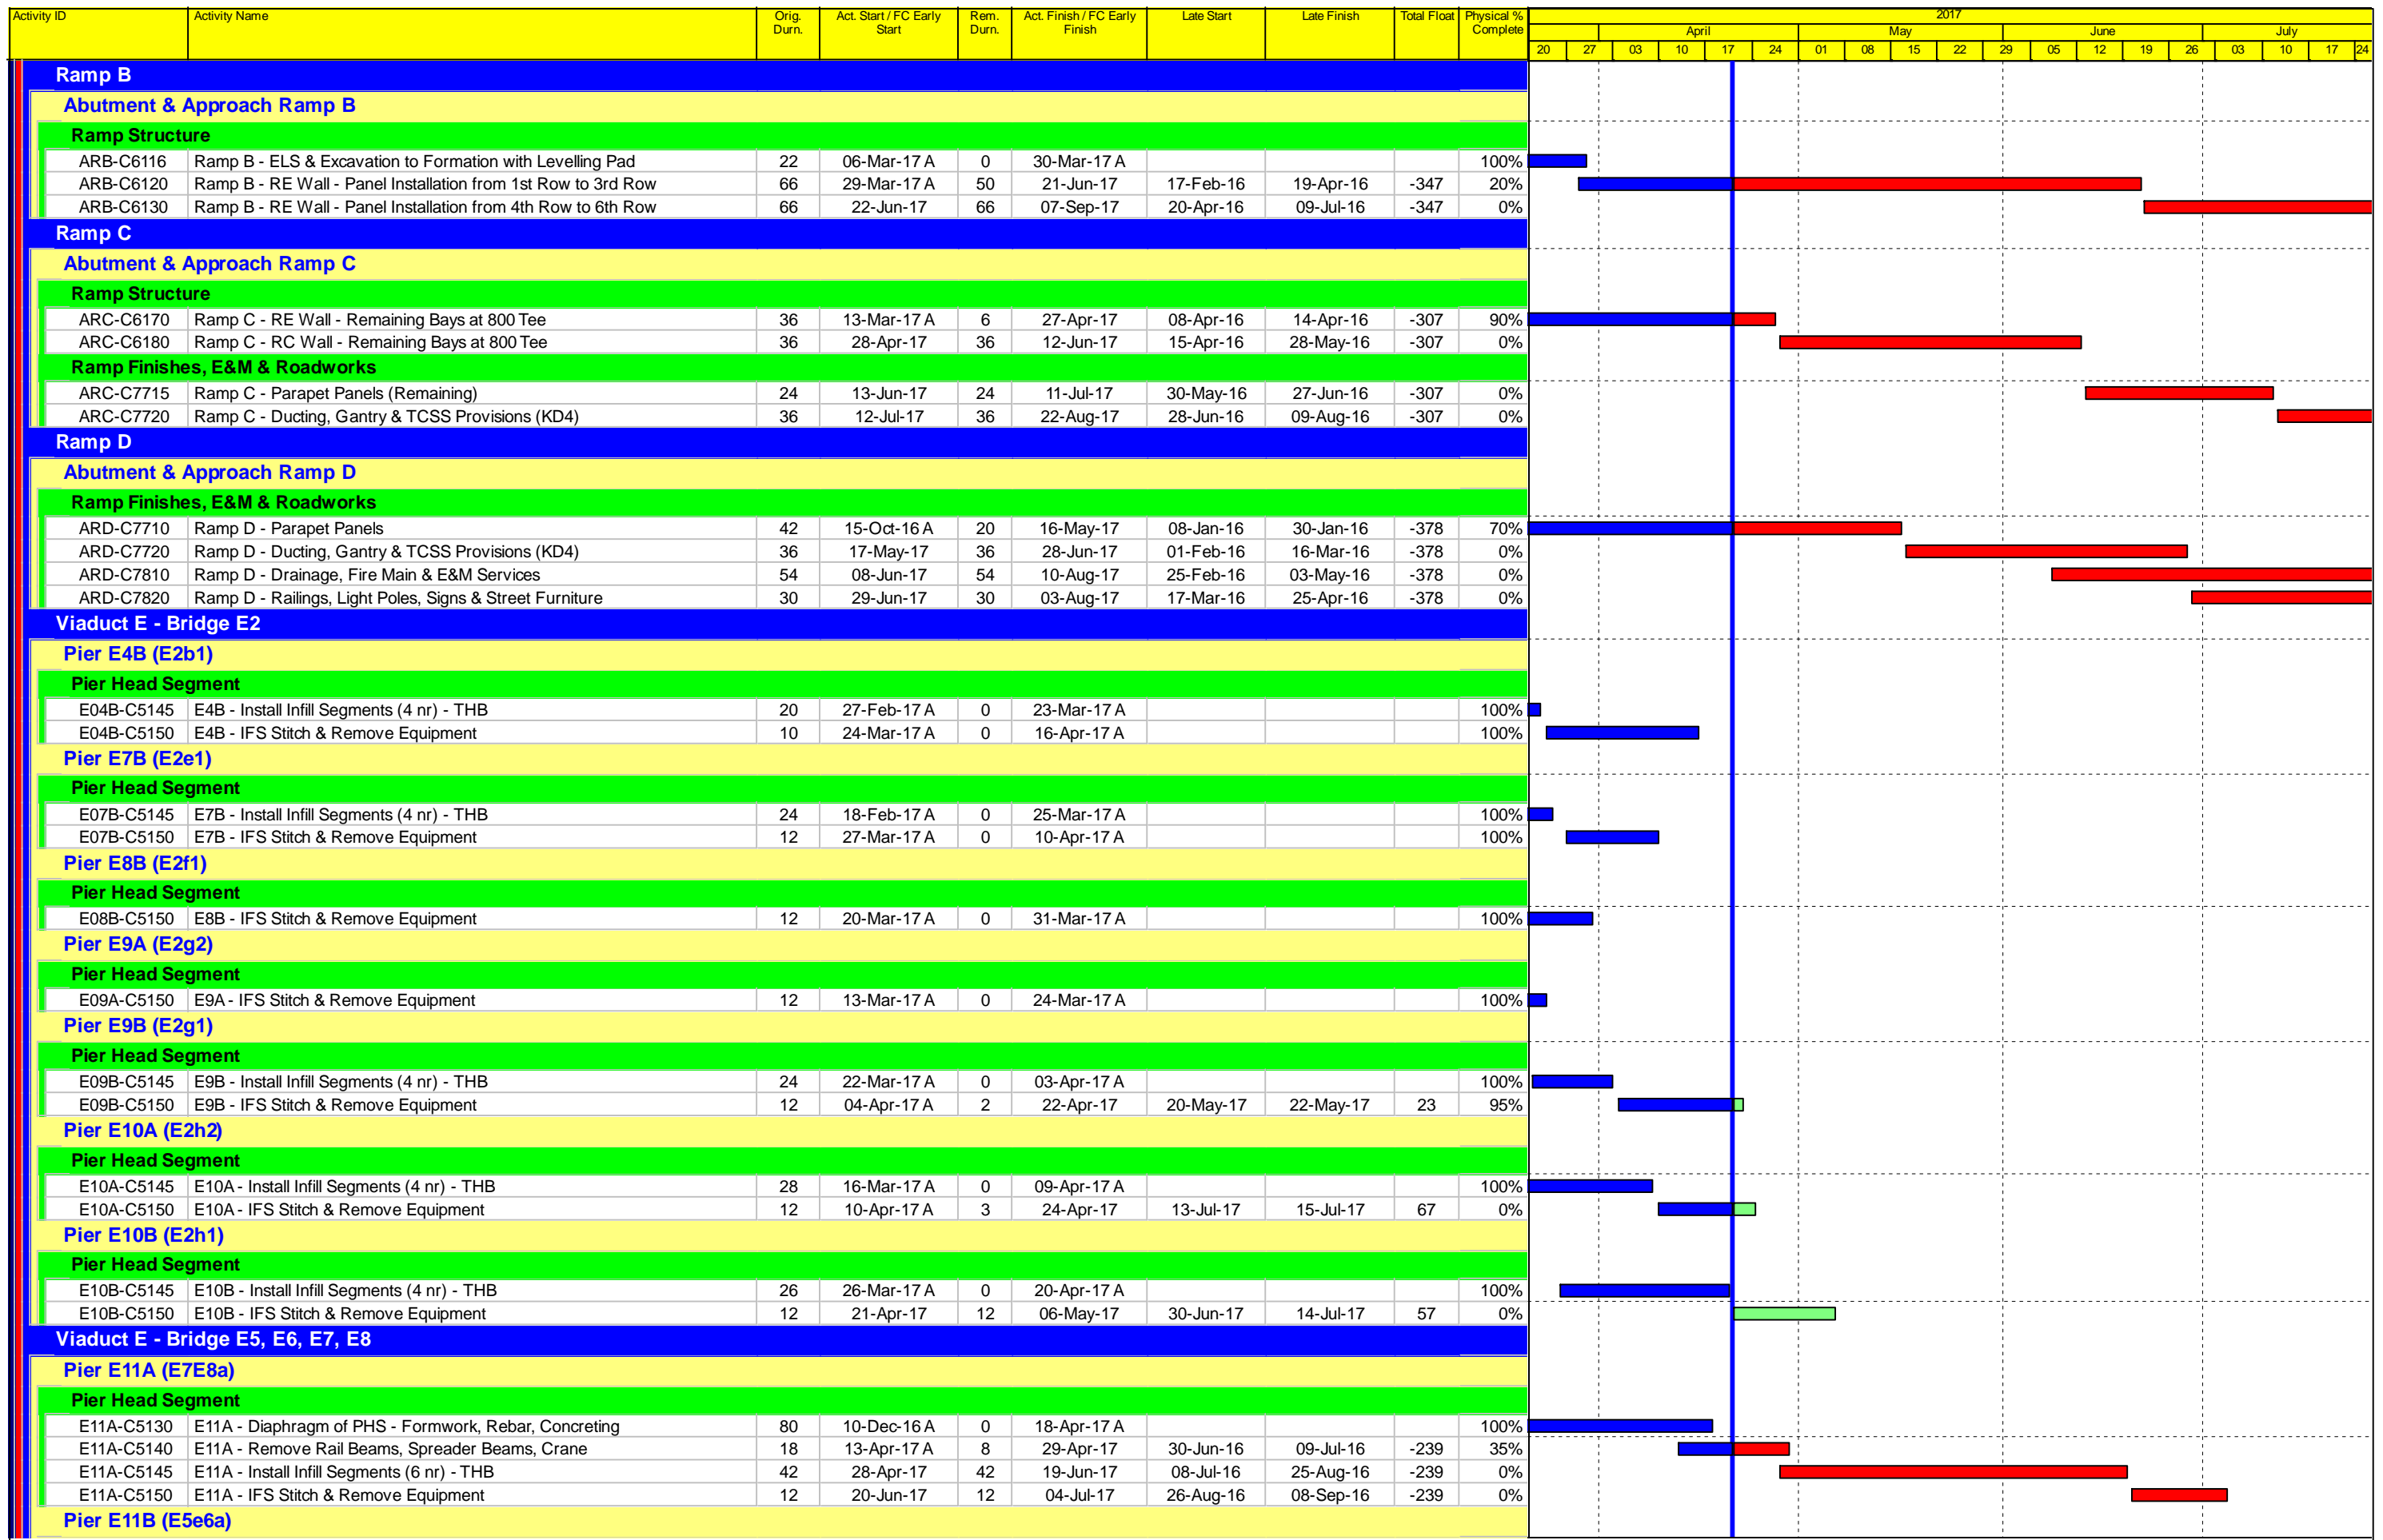 Activity ID Activity Name Orig. Durn. Act. Start / FC Early Start Rem. Durn. Act. Finish / FC Early Finish Late Start Late Finish Total Float Physical % Complete 2017
April May June July
20 27 03 10 17 24 01 08 15 22 29 05 12 19 26 03 10 17 24
Ramp B
Abutment & Approach Ramp B
Ramp Structure
ARB-C6116 Ramp B - ELS & Excavation to Formation with Levelling Pad 22 06-Mar-17 A 0 30-Mar-17 A 100%
ARB-C6120 Ramp B - RE Wall - Panel Installation from 1st Row to 3rd Row 66 29-Mar-17 A 50 21-Jun-17 17-Feb-16 19-Apr-16 -347 20%
ARB-C6130 Ramp B - RE Wall - Panel Installation from 4th Row to 6th Row 66 22-Jun-17 66 07-Sep-17 20-Apr-16 09-Jul-16 -347 0%
Ramp C
Abutment & Approach Ramp C
Ramp Structure
ARC-C6170 Ramp C - RE Wall - Remaining Bays at 800 Tee 36 13-Mar-17 A 6 27-Apr-17 08-Apr-16 14-Apr-16 -307 90%
ARC-C6180 Ramp C - RC Wall - Remaining Bays at 800 Tee 36 28-Apr-17 36 12-Jun-17 15-Apr-16 28-May-16 -307 0%
Ramp Finishes, E&M & Roadworks
ARC-C7715 Ramp C - Parapet Panels (Remaining) 24 13-Jun-17 24 11-Jul-17 30-May-16 27-Jun-16 -307 0%
ARC-C7720 Ramp C - Ducting, Gantry & TCSS Provisions (KD4) 36 12-Jul-17 36 22-Aug-17 28-Jun-16 09-Aug-16 -307 0%
Ramp D
Abutment & Approach Ramp D
Ramp Finishes, E&M & Roadworks
ARD-C7710 Ramp D - Parapet Panels 42 15-Oct-16 A 20 16-May-17 08-Jan-16 30-Jan-16 -378 70%
ARD-C7720 Ramp D - Ducting, Gantry & TCSS Provisions (KD4) 36 17-May-17 36 28-Jun-17 01-Feb-16 16-Mar-16 -378 0%
ARD-C7810 Ramp D - Drainage, Fire Main & E&M Services 54 08-Jun-17 54 10-Aug-17 25-Feb-16 03-May-16 -378 0%
ARD-C7820 Ramp D - Railings, Light Poles, Signs & Street Furniture 30 29-Jun-17 30 03-Aug-17 17-Mar-16 25-Apr-16 -378 0%
Viaduct E - Bridge E2
Pier E4B (E2b1)
Pier Head Segment
E04B-C5145 E4B - Install Infill Segments (4 nr) - THB 20 27-Feb-17 A 0 23-Mar-17 A 100%
E04B-C5150 E4B - IFS Stitch & Remove Equipment 10 24-Mar-17 A 0 16-Apr-17 A 100%
Pier E7B (E2e1)
Pier Head Segment
E07B-C5145 E7B - Install Infill Segments (4 nr) - THB 24 18-Feb-17 A 0 25-Mar-17 A 100%
E07B-C5150 E7B - IFS Stitch & Remove Equipment 12 27-Mar-17 A 0 10-Apr-17 A 100%
Pier E8B (E2f1)
Pier Head Segment
E08B-C5150 E8B - IFS Stitch & Remove Equipment 12 20-Mar-17 A 0 31-Mar-17 A 100%
Pier E9A (E2g2)
Pier Head Segment
E09A-C5150 E9A - IFS Stitch & Remove Equipment 12 13-Mar-17 A 0 24-Mar-17 A 100%
Pier E9B (E2g1)
Pier Head Segment
E09B-C5145 E9B - Install Infill Segments (4 nr) - THB 24 22-Mar-17 A 0 03-Apr-17 A 100%
E09B-C5150 E9B - IFS Stitch & Remove Equipment 12 04-Apr-17 A 2 22-Apr-17 20-May-17 22-May-17 23 95%
Pier E10A (E2h2)
Pier Head Segment
E10A-C5145 E10A - Install Infill Segments (4 nr) - THB 28 16-Mar-17 A 0 09-Apr-17 A 100%
E10A-C5150 E10A - IFS Stitch & Remove Equipment 12 10-Apr-17 A 3 24-Apr-17 13-Jul-17 15-Jul-17 67 0%
Pier E10B (E2h1)
Pier Head Segment
E10B-C5145 E10B - Install Infill Segments (4 nr) - THB 26 26-Mar-17 A 0 20-Apr-17 A 100%
E10B-C5150 E10B - IFS Stitch & Remove Equipment 12 21-Apr-17 12 06-May-17 30-Jun-17 14-Jul-17 57 0%
Viaduct E - Bridge E5, E6, E7, E8
Pier E11A (E7E8a)
Pier Head Segment
E11A-C5130 E11A - Diaphragm of PHS - Formwork, Rebar, Concreting 80 10-Dec-16 A 0 18-Apr-17 A 100%
E11A-C5140 E11A - Remove Rail Beams, Spreader Beams, Crane 18 13-Apr-17 A 8 29-Apr-17 30-Jun-16 09-Jul-16 -239 35%
E11A-C5145 E11A - Install Infill Segments (6 nr) - THB 42 28-Apr-17 42 19-Jun-17 08-Jul-16 25-Aug-16 -239 0%
E11A-C5150 E11A - IFS Stitch & Remove Equipment 12 20-Jun-17 12 04-Jul-17 26-Aug-16 08-Sep-16 -239 0%
Pier E11B (E5e6a)